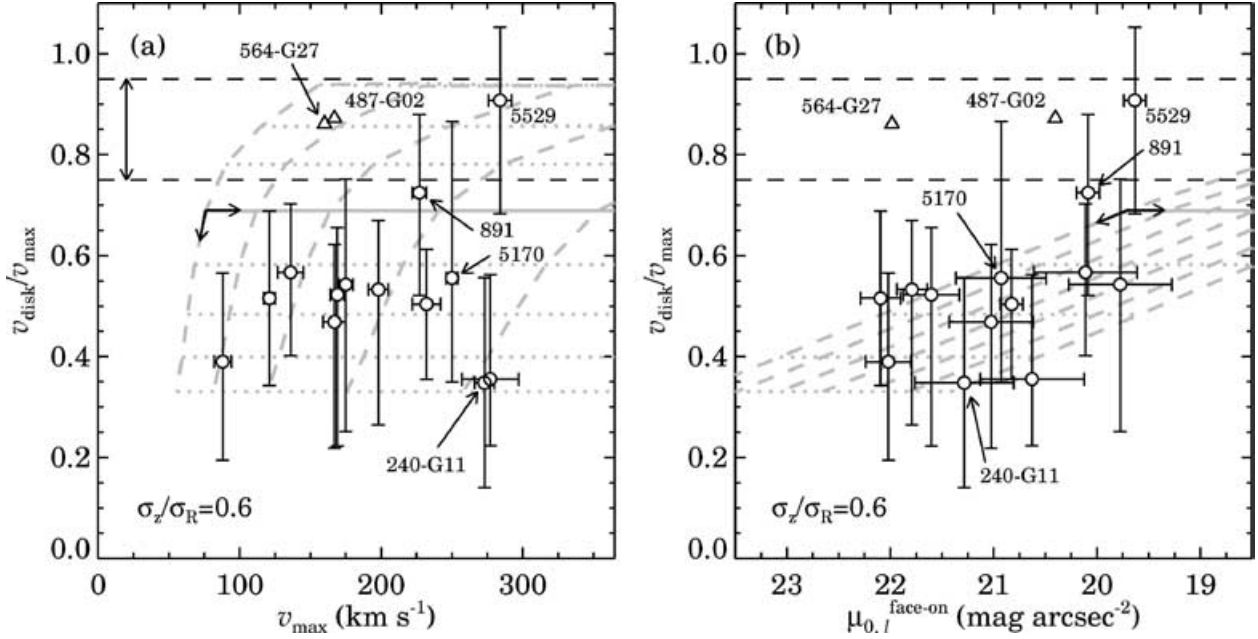 (a)
564-G27
487-G02
5529
891
5170
240-G11
σz/σR=0.6
1.0
0.8
0.6
0.4
0.2
0.0
vdisk/vmax
0
100
200
300
vmax (km s-1)
(b)
564-G27
487-G02
5529
891
5170
240-G11
σz/σR=0.6
1.0
0.8
0.6
0.4
0.2
0.0
vdisk/vmax
23
22
21
20
19
μ0, l face-on (mag arcsec-2)